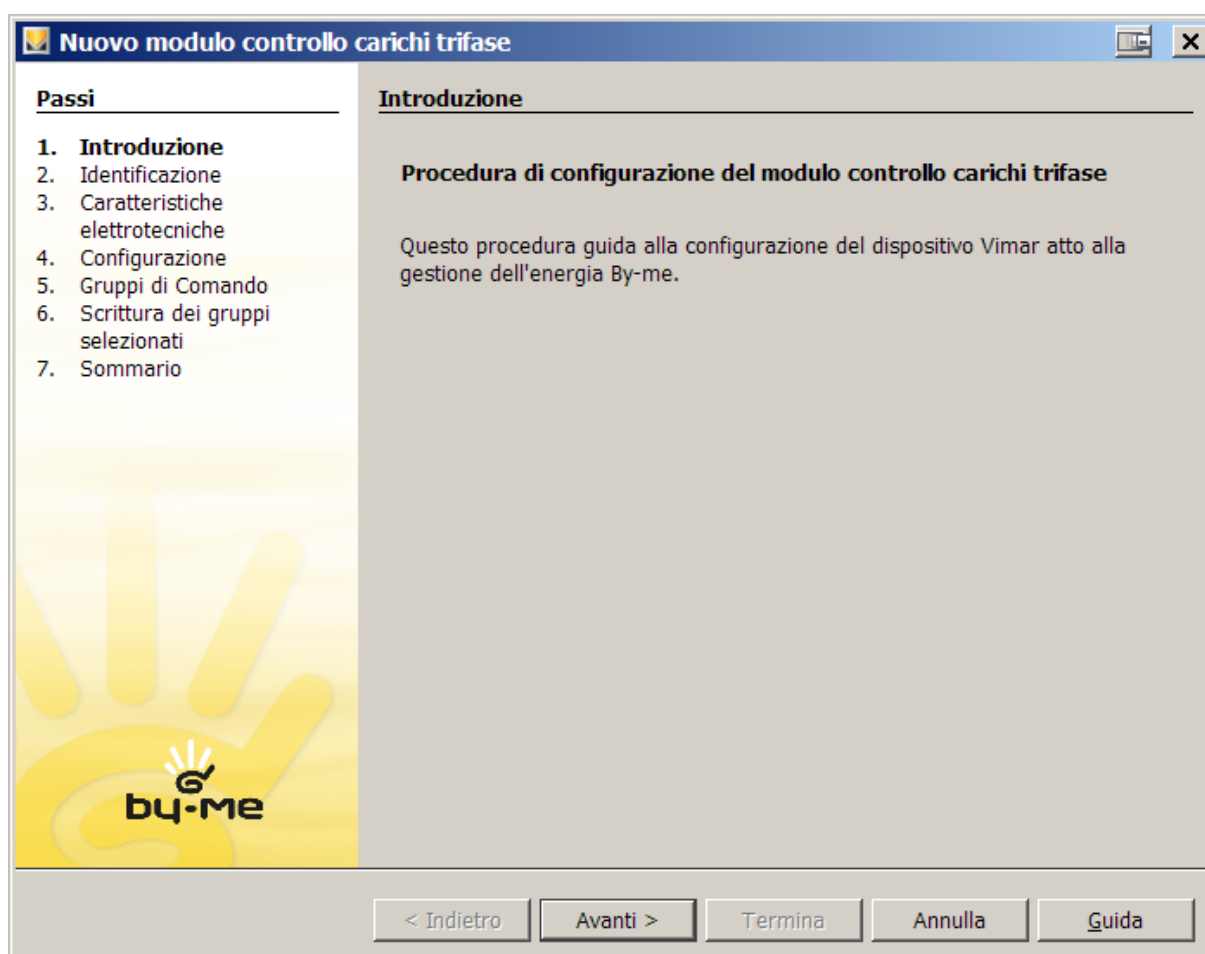 Nuovo modulo controllo carichi trifase
Passi
1. Introduzione
2. Identificazione
3. Caratteristiche
elettrotecniche
4. Configurazione
5. Gruppi di Comando
6. Scrittura dei gruppi
selezionati
7. Sommario
by-me
Introduzione
Procedura di configurazione del modulo controllo carichi trifase
Questo procedura guida alla configurazione del dispositivo Vimar atto alla
gestione dell'energia By-me.
< Indietro
Avanti >
Termina
Annulla
Guida